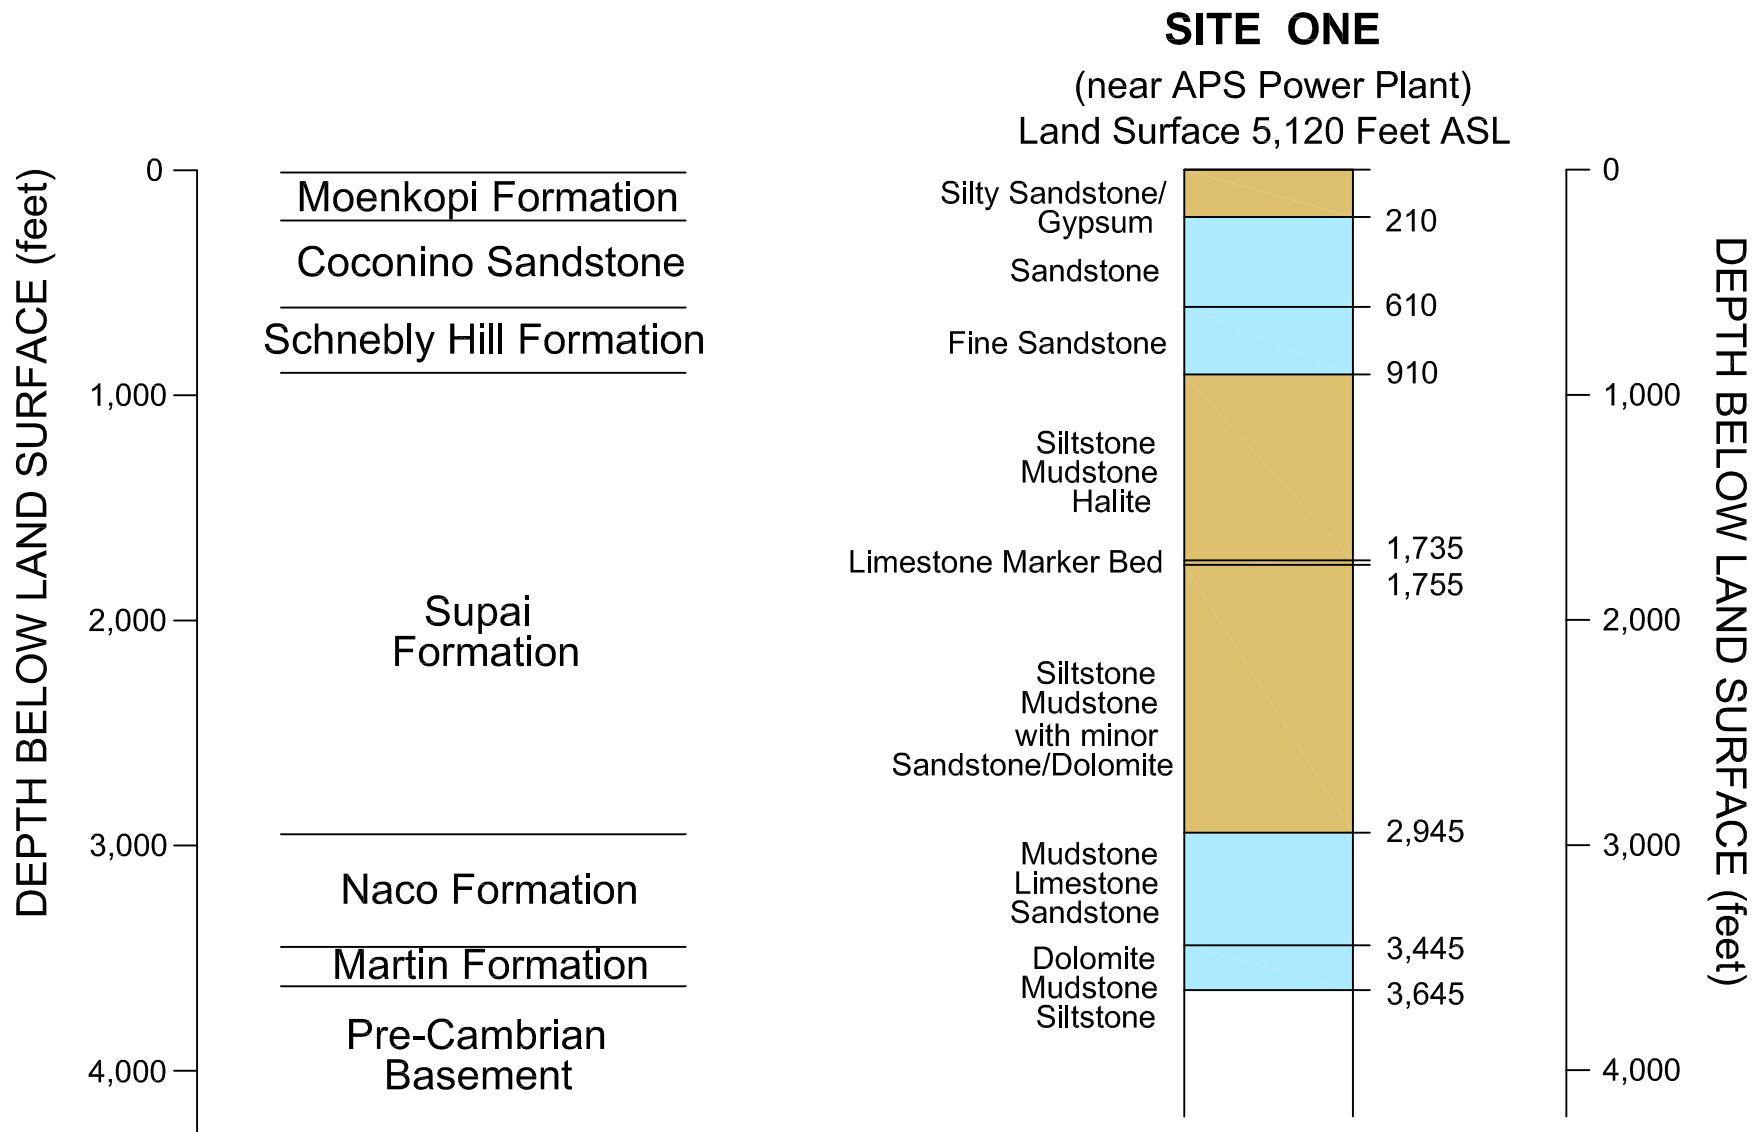 SITE ONE
(near APS Power Plant)
Land Surface 5,120 Feet ASL
DEPTH BELOW LAND SURFACE (feet)
0
1,000
2,000
3,000
4,000
Moenkopi Formation
Coconino Sandstone
Schnebly Hill Formation
Supai
Formation
Naco Formation
Martin Formation
Pre-Cambrian
Basement
Silty Sandstone/
Gypsum
Sandstone
Fine Sandstone
Siltstone
Mudstone
Halite
Limestone Marker Bed
Siltstone
Mudstone
with minor
Sandstone/Dolomite
Mudstone
Limestone
Sandstone
Dolomite
Mudstone
Siltstone
210
610
910
1,735
1,755
2,945
3,445
3,645
0
1,000
2,000
3,000
4,000
DEPTH BELOW LAND SURFACE (feet)